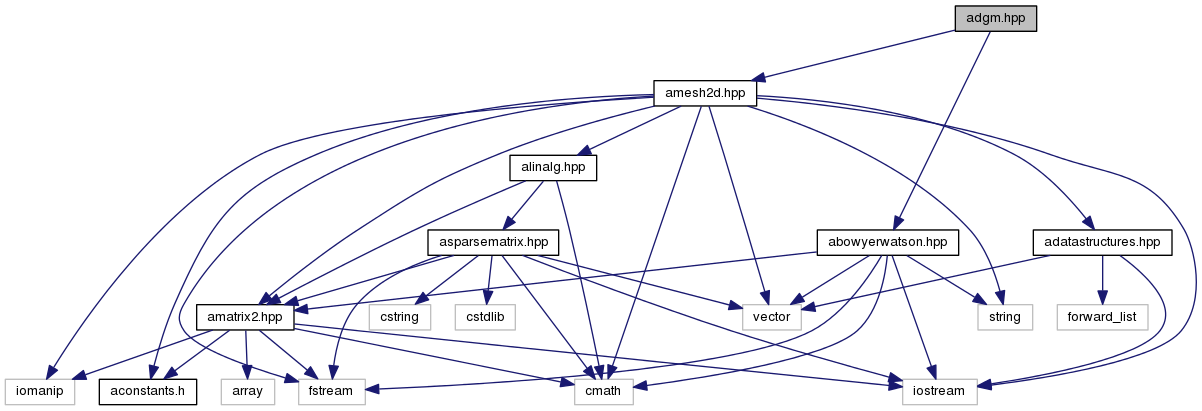 adgm.hpp
amesh2d.hpp
alinalg.hpp
asparsematrix.hpp
abowyerwatson.hpp
adatastructures.hpp
amatrix2.hpp
cstring
cstdlib
vector
string
forward_list
iomanip
aconstants.h
array
fstream
cmath
iostream